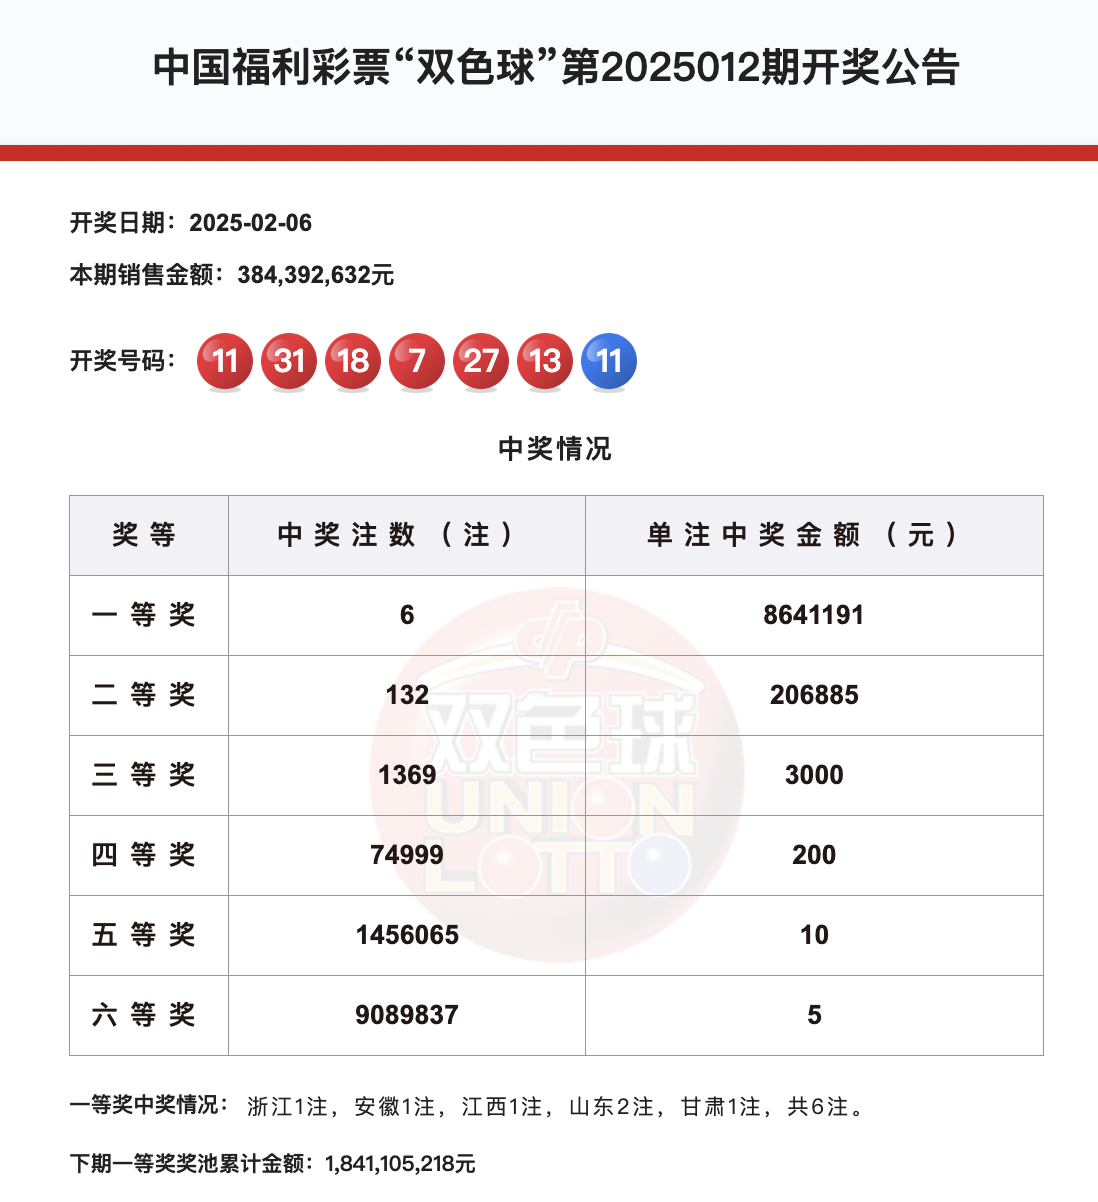 中国福利彩票“双色球”第2025012期开奖公告
开奖日期：2025-02-06
本期销售金额：384,392,632元
开奖号码： 11 31 18 7 27 13 11
中奖情况
奖等 中奖注数（注） 单注中奖金额（元）
一等奖 6 8641191
二等奖 132 206885
三等奖 1369 3000
四等奖 74999 200
五等奖 1456065 10
六等奖 9089837 5
双色球
UNION
LOTTO
一等奖中奖情况： 浙江1注，安徽1注，江西1注，山东2注，甘肃1注，共6注。
下期一等奖奖池累计金额：1,841,105,218元